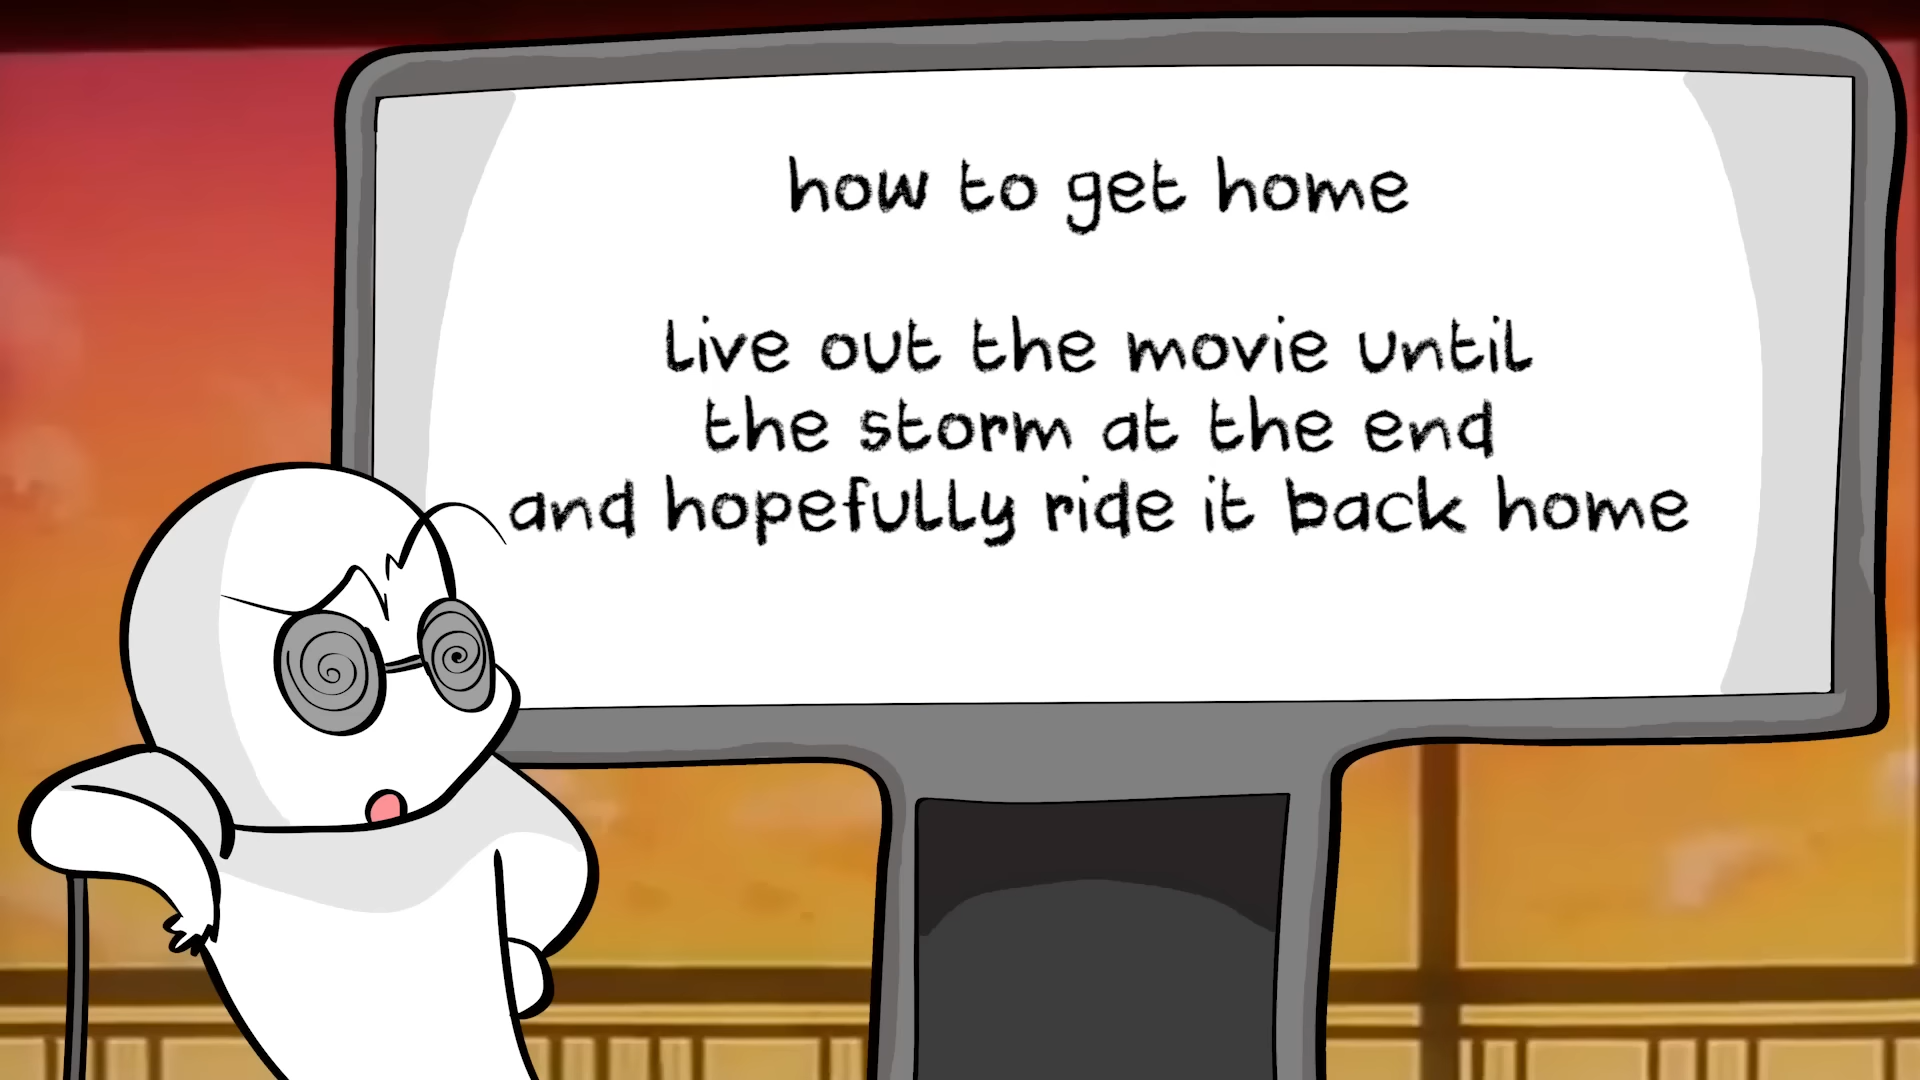 how to get home
live out the movie until
the storm at the end
and hopefully ride it back home